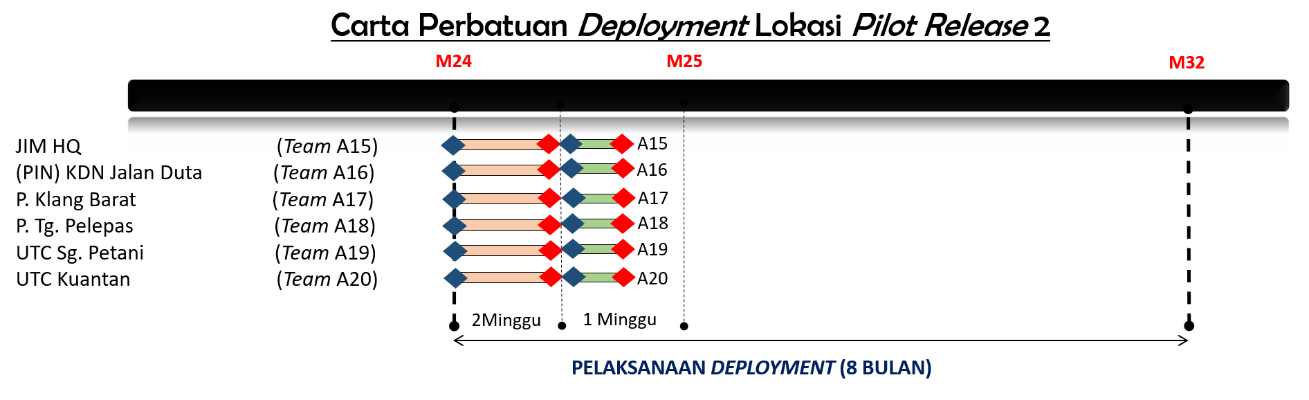 Carta Perbatuan Deployment Lokasi Pilot Release 2
M24 M25 M32
JIM HQ (Team A15) A15
(PIN) KDN Jalan Duta (Team A16) A16
P. Klang Barat (Team A17) A17
P. Tg. Pelepas (Team A18) A18
UTC Sg. Petani (Team A19) A19
UTC Kuantan (Team A20) A20
2Minggu 1 Minggu
PELAKSANAAN DEPLOYMENT (8 BULAN)